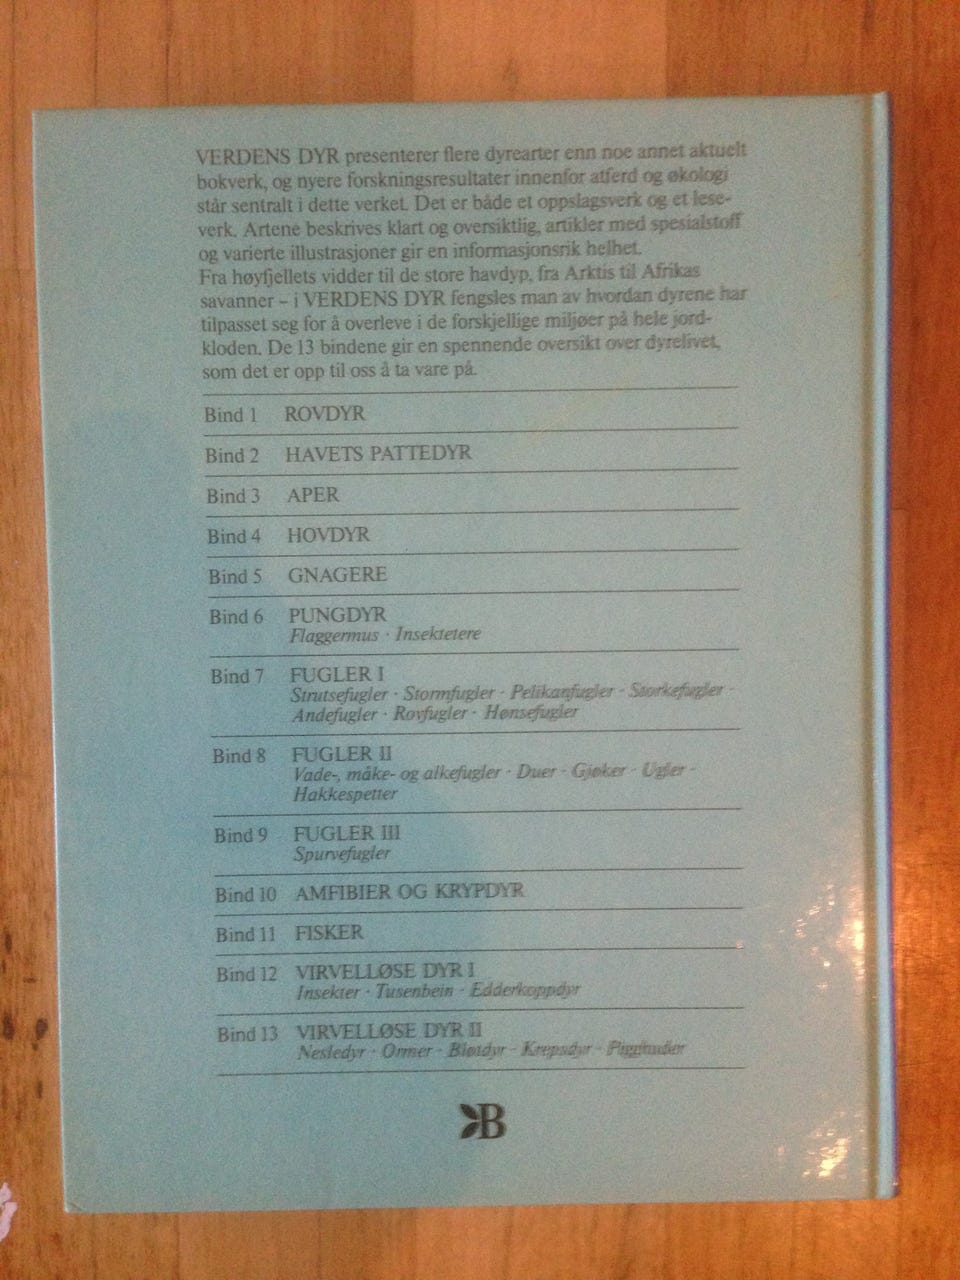 VERDENS DYR presenterer flere dyrearter enn noe annet aktuelt
bokverk, og nyere forskningsresultater innenfor atferd og økologi
står sentralt i dette verket. Det er både et oppslagsverk og et lese-
verk. Artene beskrives klart og oversiktlig, artikler med spesialstoff
og varierte illustrasjoner gir en informasjonsrik helhet.
Fra høyfjellets vidder til de store havdyp, fra Arktis til Afrikas
savanner – i VERDENS DYR fengsles man av hvordan dyrene har
tilpasset seg for å overleve i de forskjellige miljøer på hele jord-
kloden. De 13 bindene gir en spennende oversikt over dyrelivet,
som det er opp til oss å ta vare på.
Bind 1 ROVDYR
Bind 2 HAVETS PATTEDYR
Bind 3 APER
Bind 4 HOVDYR
Bind 5 GNAGERE
Bind 6 PUNGDYR
Flaggermus · Insektetere
Bind 7 FUGLER I
Strutsefugler · Stormfugler · Pelikanfugler · Storkefugler ·
Andefugler · Rovfugler · Hønsefugler
Bind 8 FUGLER II
Vade-, måke- og alkefugler · Duer · Gjøker · Ugler ·
Hakkespetter
Bind 9 FUGLER III
Spurvefugler
Bind 10 AMFIBIER OG KRYPDYR
Bind 11 FISKER
Bind 12 VIRVELLØSE DYR I
Insekter · Tusenbein · Edderkoppdyr
Bind 13 VIRVELLØSE DYR II
Nesledyr · Ormer · Bløtdyr · Krepsdyr · Pigghuder
B